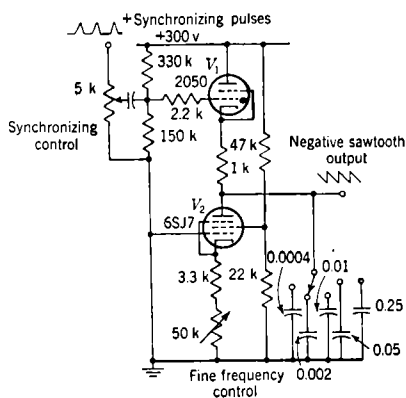 +Synchronizing pulses
+300 v
330 k
V1
2050
5 k
2.2 k
Synchronizing
control
150 k
47 k
1 k
Negative sawtooth
output
V2
6SJ7
0.0004
0.01
3.3 k
22 k
0.25
50 k
0.05
0.002
Fine frequency
control